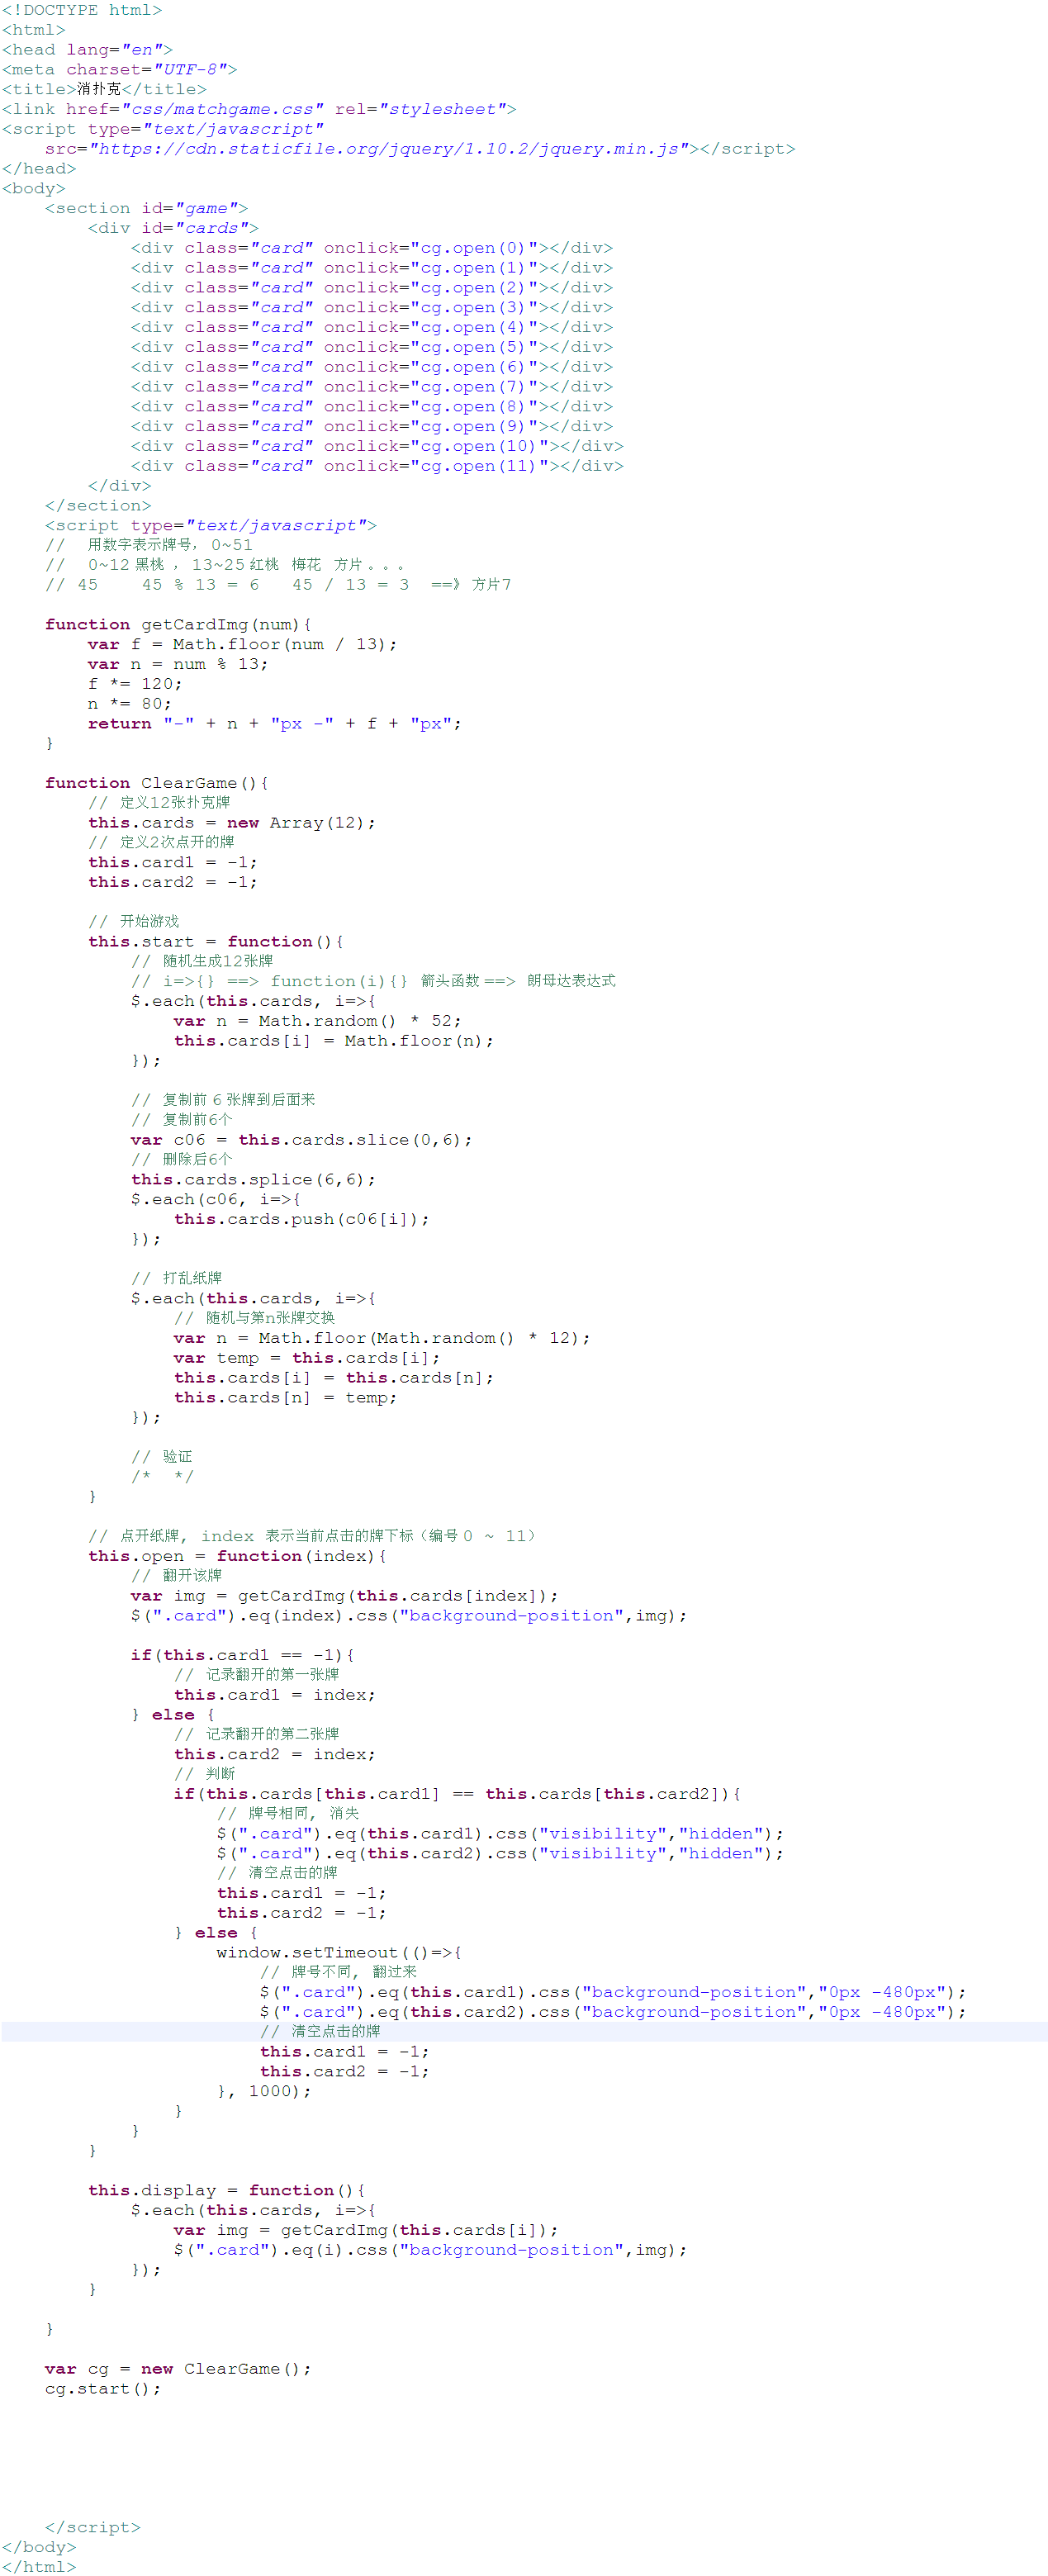 <!DOCTYPE html>
<html>
<head lang="en">
<meta charset="UTF-8">
<title>消扑克</title>
<link href="css/matchgame.css" rel="stylesheet">
<script type="text/javascript"
    src="https://cdn.staticfile.org/jquery/1.10.2/jquery.min.js"></script>
</head>
<body>
    <section id="game">
        <div id="cards">
            <div class="card" onclick="cg.open(0)"></div>
            <div class="card" onclick="cg.open(1)"></div>
            <div class="card" onclick="cg.open(2)"></div>
            <div class="card" onclick="cg.open(3)"></div>
            <div class="card" onclick="cg.open(4)"></div>
            <div class="card" onclick="cg.open(5)"></div>
            <div class="card" onclick="cg.open(6)"></div>
            <div class="card" onclick="cg.open(7)"></div>
            <div class="card" onclick="cg.open(8)"></div>
            <div class="card" onclick="cg.open(9)"></div>
            <div class="card" onclick="cg.open(10)"></div>
            <div class="card" onclick="cg.open(11)"></div>
        </div>
    </section>
    <script type="text/javascript">
    //  用数字表示牌号，0~51
    //  0~12 黑桃 ，13~25 红桃  梅花  方片 。。。
    // 45    45 % 13 = 6   45 / 13 = 3  ==》 方片7

    function getCardImg(num){
        var f = Math.floor(num / 13);
        var n = num % 13;
        f *= 120;
        n *= 80;
        return "-" + n + "px -" + f + "px";
    }

    function ClearGame(){
        // 定义12张扑克牌
        this.cards = new Array(12);
        // 定义2次点开的牌
        this.card1 = -1;
        this.card2 = -1;

        // 开始游戏
        this.start = function(){
            // 随机生成12张牌
            // i=>{} ==> function(i){} 箭头函数 ==> 朗母达表达式
            $.each(this.cards, i=>{
                var n = Math.random() * 52;
                this.cards[i] = Math.floor(n);
            });

            // 复制前 6 张牌到后面来
            // 复制前6个
            var c06 = this.cards.slice(0,6);
            // 删除后6个
            this.cards.splice(6,6);
            $.each(c06, i=>{
                this.cards.push(c06[i]);
            });

            // 打乱纸牌
            $.each(this.cards, i=>{
                // 随机与第n张牌交换
                var n = Math.floor(Math.random() * 12);
                var temp = this.cards[i];
                this.cards[i] = this.cards[n];
                this.cards[n] = temp;
            });

            // 验证
            /*  */
        }

        // 点开纸牌, index 表示当前点击的牌下标（编号 0 ~ 11）
        this.open = function(index){
            // 翻开该牌
            var img = getCardImg(this.cards[index]);
            $(".card").eq(index).css("background-position",img);

            if(this.card1 == -1){
                // 记录翻开的第一张牌
                this.card1 = index;
            } else {
                // 记录翻开的第二张牌
                this.card2 = index;
                // 判断
                if(this.cards[this.card1] == this.cards[this.card2]){
                    // 牌号相同, 消失
                    $(".card").eq(this.card1).css("visibility","hidden");
                    $(".card").eq(this.card2).css("visibility","hidden");
                    // 清空点击的牌
                    this.card1 = -1;
                    this.card2 = -1;
                } else {
                    window.setTimeout(()=>{
                        // 牌号不同, 翻过来
                        $(".card").eq(this.card1).css("background-position","0px -480px");
                        $(".card").eq(this.card2).css("background-position","0px -480px");
                        // 清空点击的牌
                        this.card1 = -1;
                        this.card2 = -1;
                    }, 1000);
                }
            }
        }

        this.display = function(){
            $.each(this.cards, i=>{
                var img = getCardImg(this.cards[i]);
                $(".card").eq(i).css("background-position",img);
            });
        }

    }

    var cg = new ClearGame();
    cg.start();

    </script>
</body>
</html>